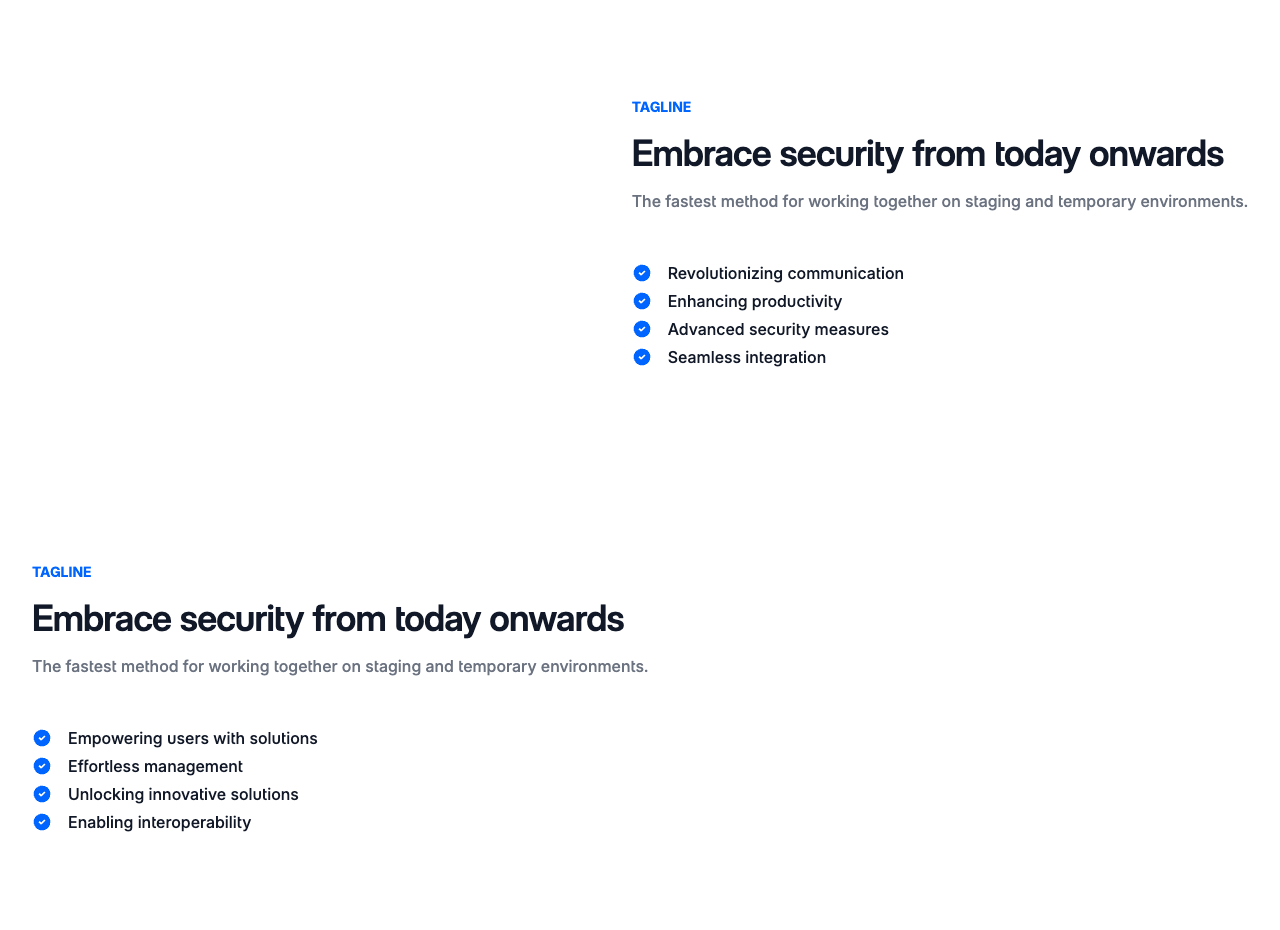 TAGLINE
Embrace security from today onwards
The fastest method for working together on staging and temporary environments.
Revolutionizing communication
Enhancing productivity
Advanced security measures
Seamless integration
TAGLINE
Embrace security from today onwards
The fastest method for working together on staging and temporary environments.
Empowering users with solutions
Effortless management
Unlocking innovative solutions
Enabling interoperability